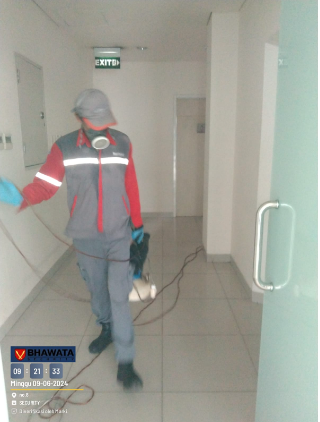 EXIT
BHAWATA
09 : 21 : 33
Minggu 09-06-2024
SECURITY